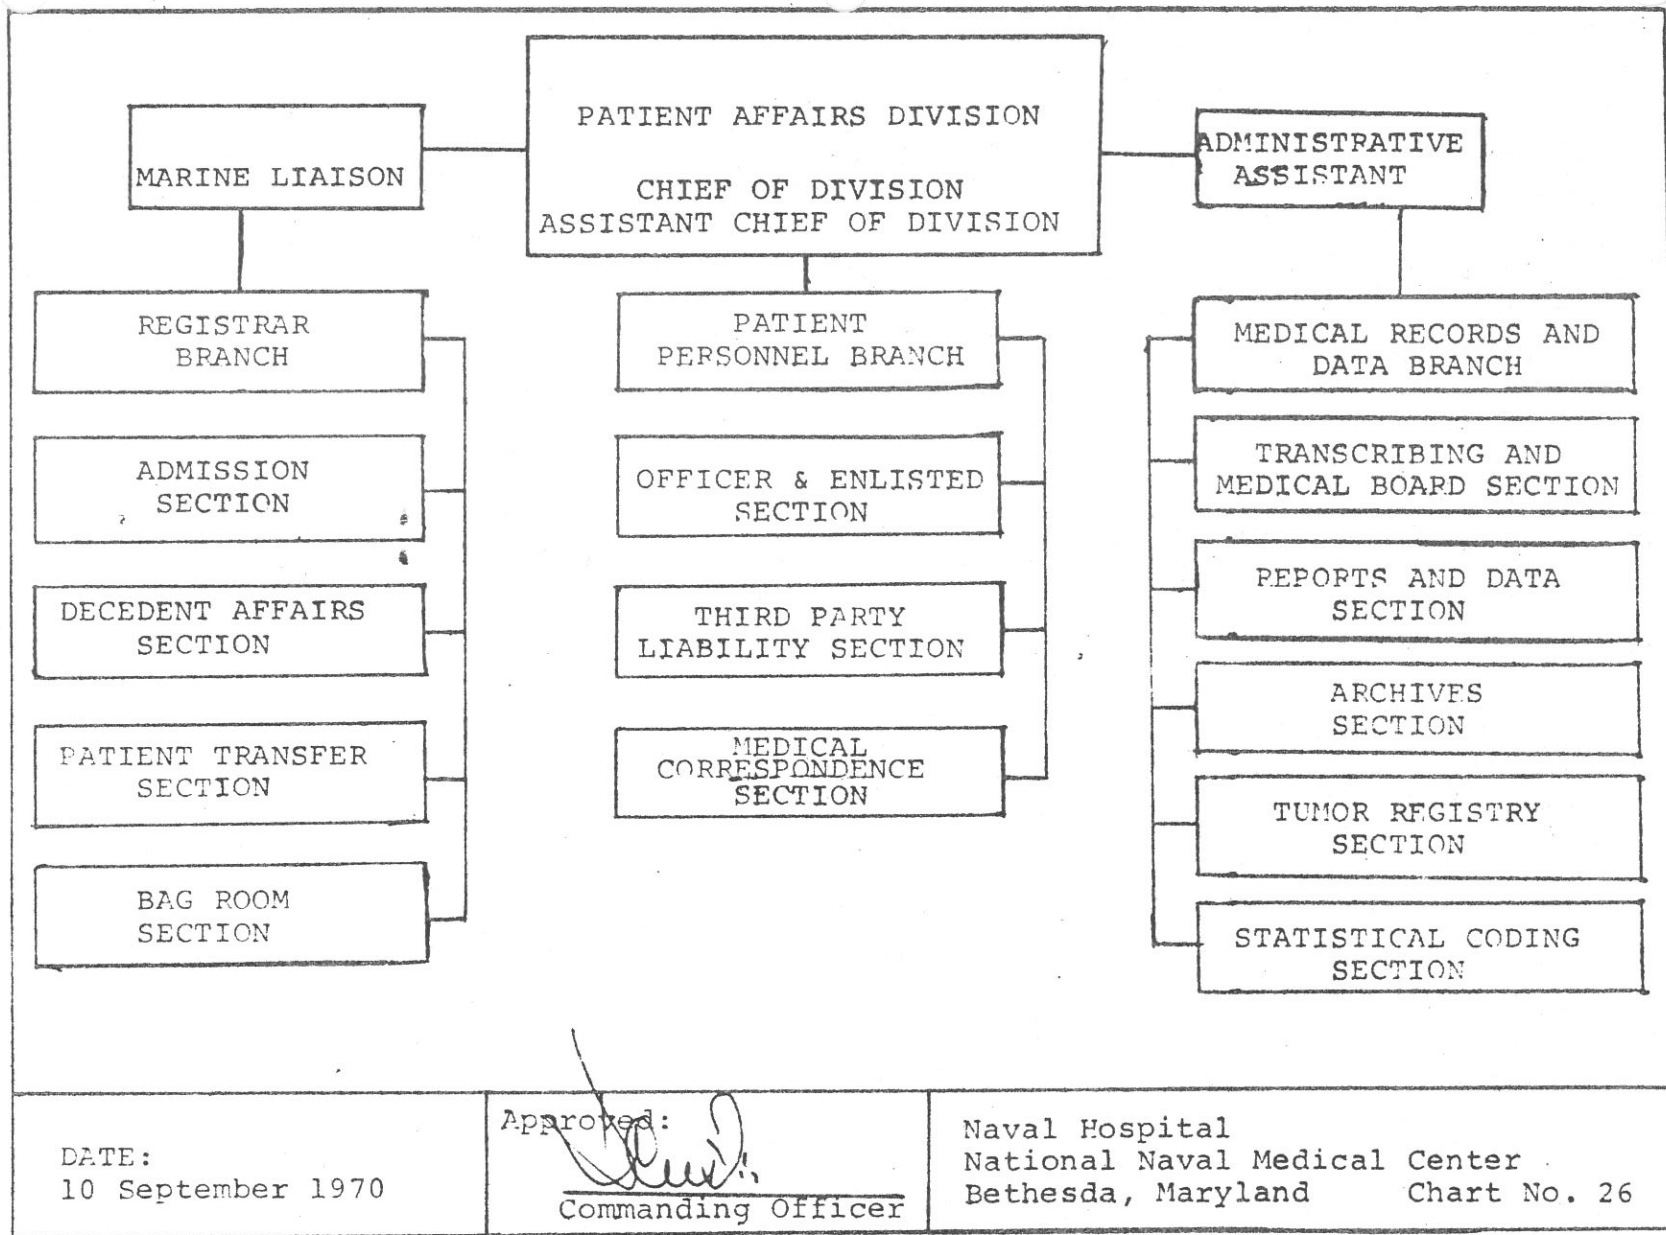 PATIENT AFFAIRS DIVISION
CHIEF OF DIVISION
ASSISTANT CHIEF OF DIVISION
MARINE LIAISON
ADMINISTRATIVE
ASSISTANT
REGISTRAR
BRANCH
ADMISSION
SECTION
DECEDENT AFFAIRS
SECTION
PATIENT TRANSFER
SECTION
BAG ROOM
SECTION
PATIENT
PERSONNEL BRANCH
OFFICER & ENLISTED
SECTION
THIRD PARTY
LIABILITY SECTION
MEDICAL
CORRESPONDENCE
SECTION
MEDICAL RECORDS AND
DATA BRANCH
TRANSCRIBING AND
MEDICAL BOARD SECTION
REPORTS AND DATA
SECTION
ARCHIVES
SECTION
TUMOR REGISTRY
SECTION
STATISTICAL CODING
SECTION
DATE:
10 September 1970
Approved:
Commanding Officer
Naval Hospital
National Naval Medical Center
Bethesda, Maryland Chart No. 26